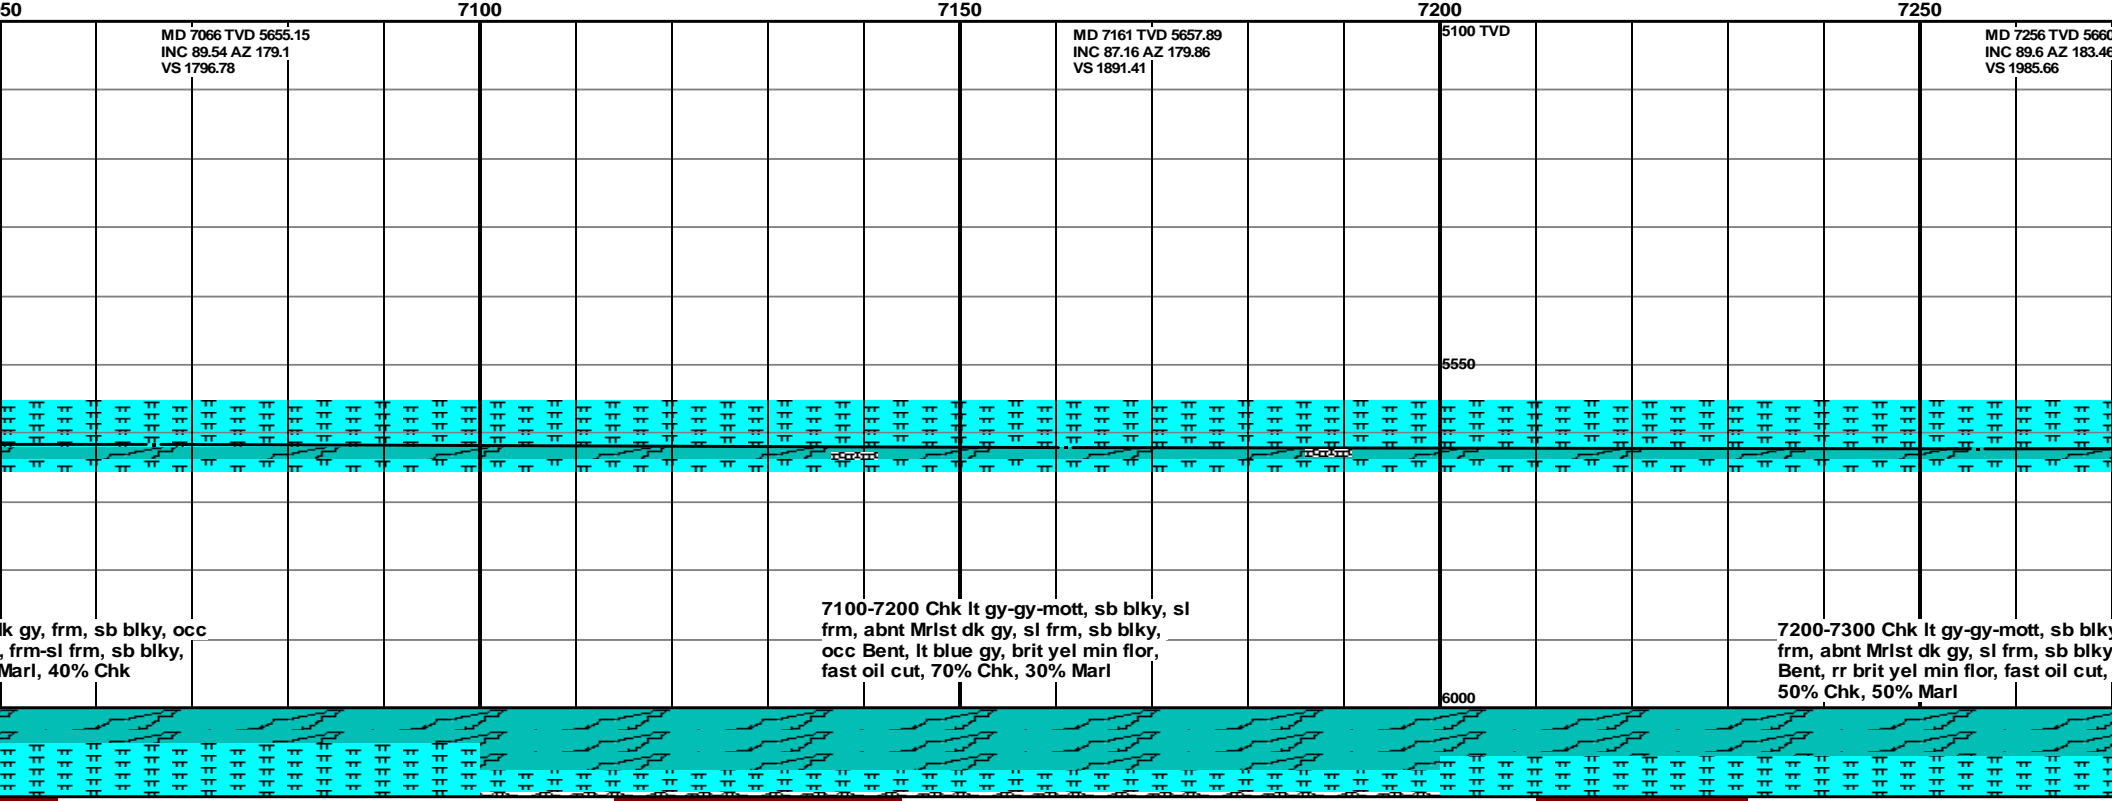 50 7100 7150 7200 7250
MD 7066 TVD 5655.15
INC 89.54 AZ 179.1
VS 1796.78
MD 7161 TVD 5657.89
INC 87.16 AZ 179.86
VS 1891.41
5100 TVD
MD 7256 TVD 5660
INC 89.6 AZ 183.46
VS 1985.66
5550
gy, frm, sb blky, occ
, frm-sl frm, sb blky,
Marl, 40% Chk
7100-7200 Chk lt gy-gy-mott, sb blky, sl
frm, abnt Mrlst dk gy, sl frm, sb blky,
occ Bent, lt blue gy, brit yel min flor,
fast oil cut, 70% Chk, 30% Marl
7200-7300 Chk lt gy-gy-mott, sb blky
frm, abnt Mrlst dk gy, sl frm, sb blky
Bent, rr brit yel min flor, fast oil cut,
50% Chk, 50% Marl
6000